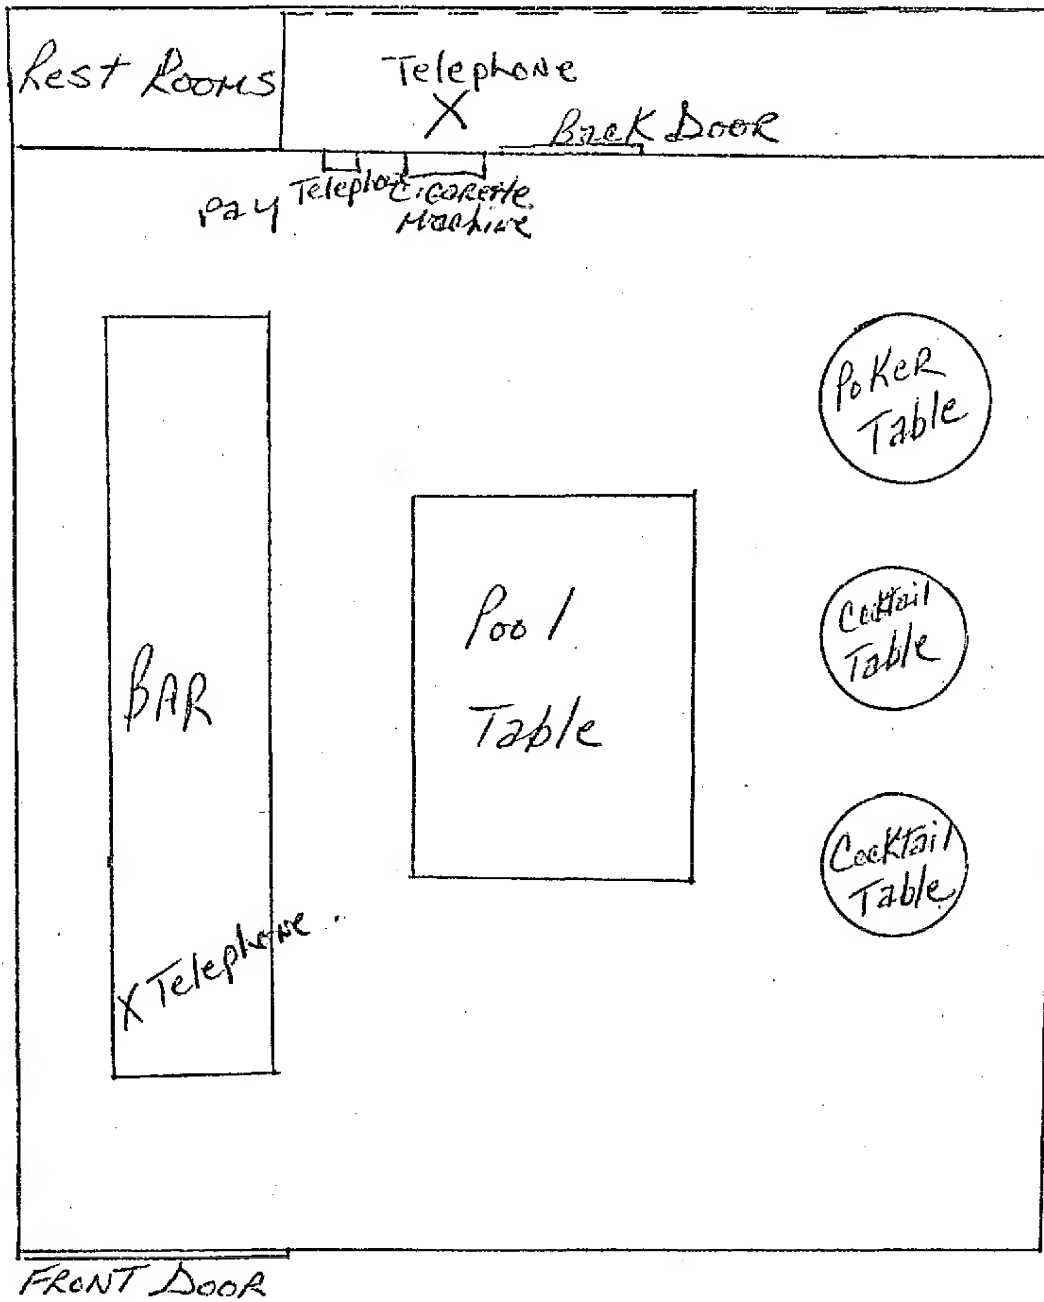 Rest Rooms
Telephone
X
Back Door
Pay Telephone
Cigarette
Machine
Poker
Table
Pool
Table
Cocktail
Table
BAR
Cocktail
Table
X Telephone
FRONT DOOR